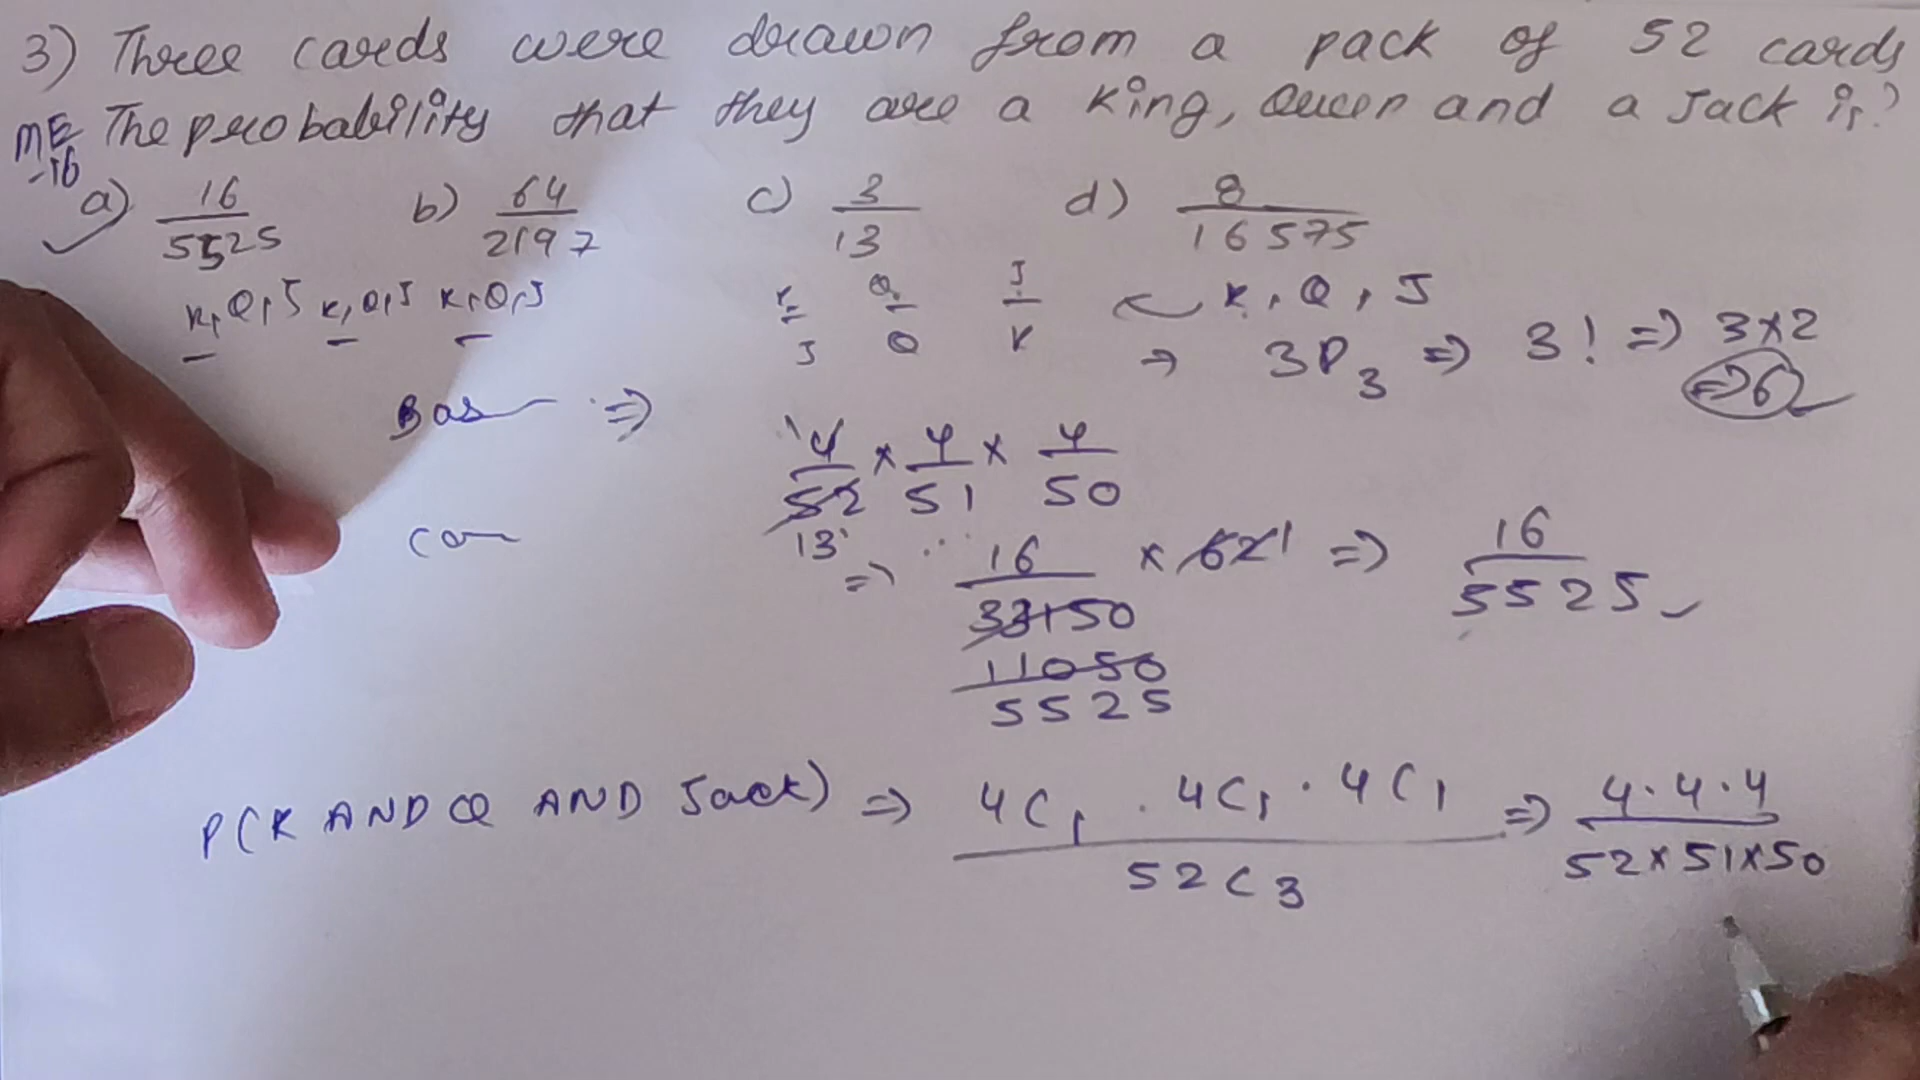 3) Three cards were drawn from a pack of 52 cards
ME -16 The probability that they are a King, Queen and a Jack is?
a) 16/5525 b) 64/2197 c) 3/13 d) 8/16575
K, Q, J K, Q, J K, Q, J
K Q J ← K, Q, J
J Q K → 3P3 => 3! => 3×2
=> 6
Bas =>
4/52 × 4/51 × 4/50
1 13
Com
=> 16/33150 × 6 2 1 => 16/5525
11050
5525
P(K AND Q AND Jack) => 4C1 . 4C1 . 4C1 / 52C3 => 4.4.4 / 52×51×50